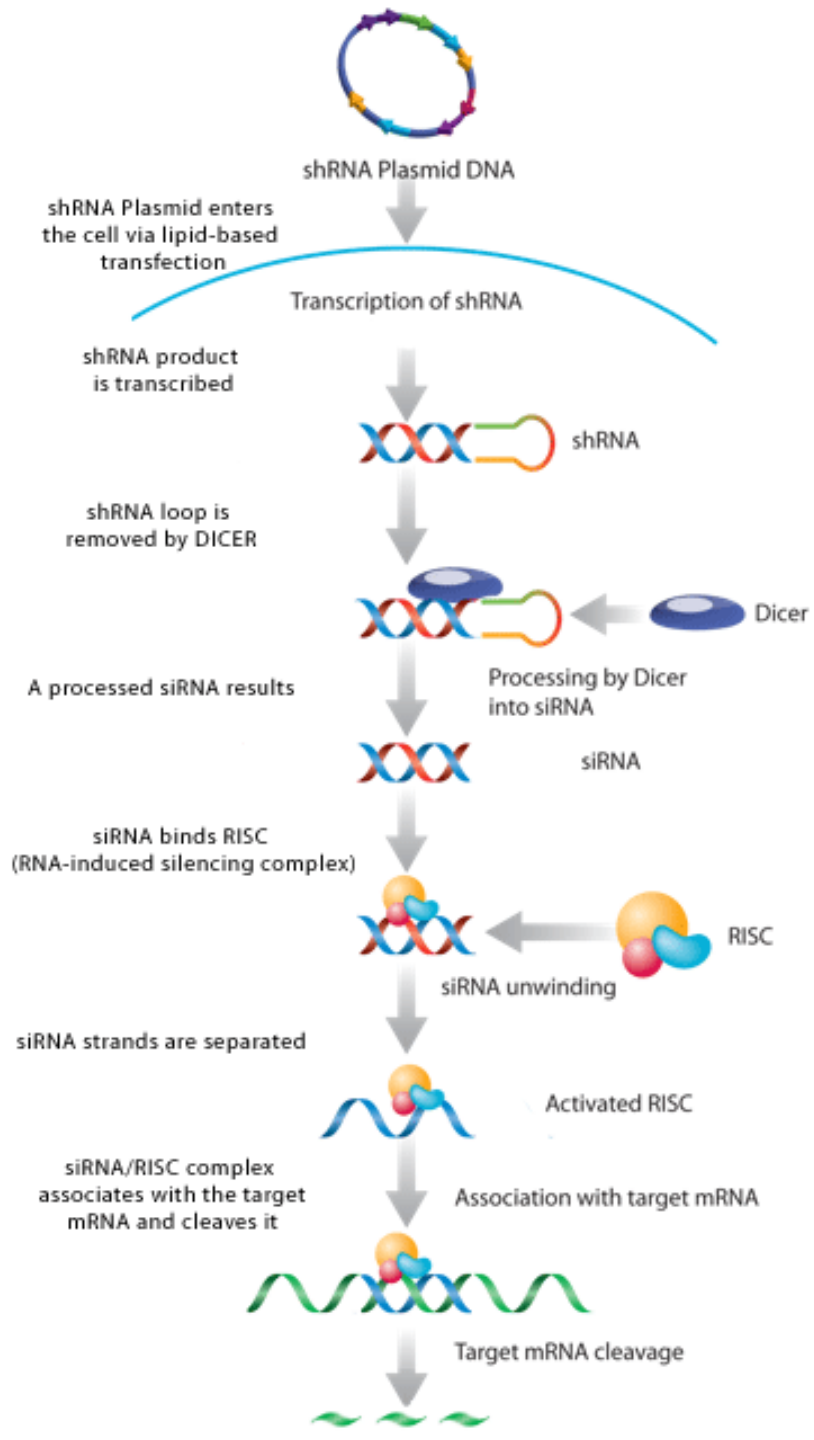 shRNA Plasmid DNA
shRNA Plasmid enters
the cell via lipid-based
transfection
Transcription of shRNA
shRNA product
is transcribed
shRNA
shRNA loop is
removed by DICER
Dicer
A processed siRNA results
Processing by Dicer
into siRNA
siRNA
siRNA binds RISC
(RNA-induced silencing complex)
RISC
siRNA unwinding
siRNA strands are separated
Activated RISC
siRNA/RISC complex
associates with the target
mRNA and cleaves it
Association with target mRNA
Target mRNA cleavage